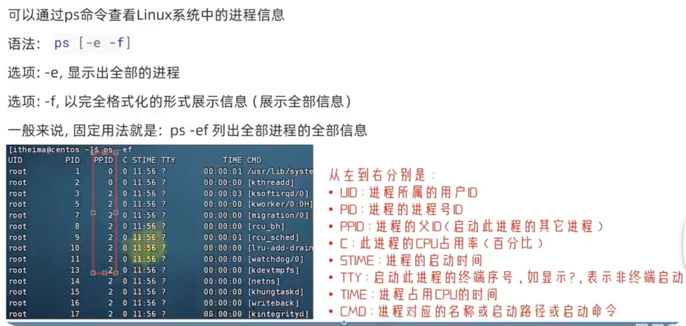 可以通过ps命令查看Linux系统中的进程信息
语法： ps [-e -f]
选项: -e, 显示出全部的进程
选项: -f, 以完全格式化的形式展示信息（展示全部信息）
一般来说, 固定用法就是：ps -ef 列出全部进程的全部信息
[itheima@centos ~]$ ps -ef
UID PID PPID C STIME TTY TIME CMD
root 1 0 0 11:56 ? 00:00:01 /usr/lib/syste
root 2 0 0 11:56 ? 00:00:00 [kthreadd]
root 3 2 0 11:56 ? 00:00:00 [ksoftirqd/0]
root 5 2 0 11:56 ? 00:00:00 [kworker/0:0H]
root 7 2 0 11:56 ? 00:00:00 [migration/0]
root 8 2 0 11:56 ? 00:00:00 [rcu_bh]
root 9 2 0 11:56 ? 00:00:01 [rcu_sched]
root 10 2 0 11:56 ? 00:00:00 [lru-add-drain
root 11 2 0 11:56 ? 00:00:00 [watchdog/0]
root 13 2 0 11:56 ? 00:00:00 [kdevtmpfs]
root 14 2 0 11:56 ? 00:00:00 [netns]
root 15 2 0 11:56 ? 00:00:00 [khungtaskd]
root 16 2 0 11:56 ? 00:00:00 [writeback]
root 17 2 0 11:56 ? 00:00:00 [kintegrityd]
从左到右分别是：
• UID：进程所属的用户ID
• PID：进程的进程号ID
• PPID：进程的父ID（启动此进程的其它进程）
• C：此进程的CPU占用率（百分比）
• STIME：进程的启动时间
• TTY：启动此进程的终端序号，如显示?，表示非终端启动
• TIME：进程占用CPU的时间
• CMD：进程对应的名称或启动路径或启动命令